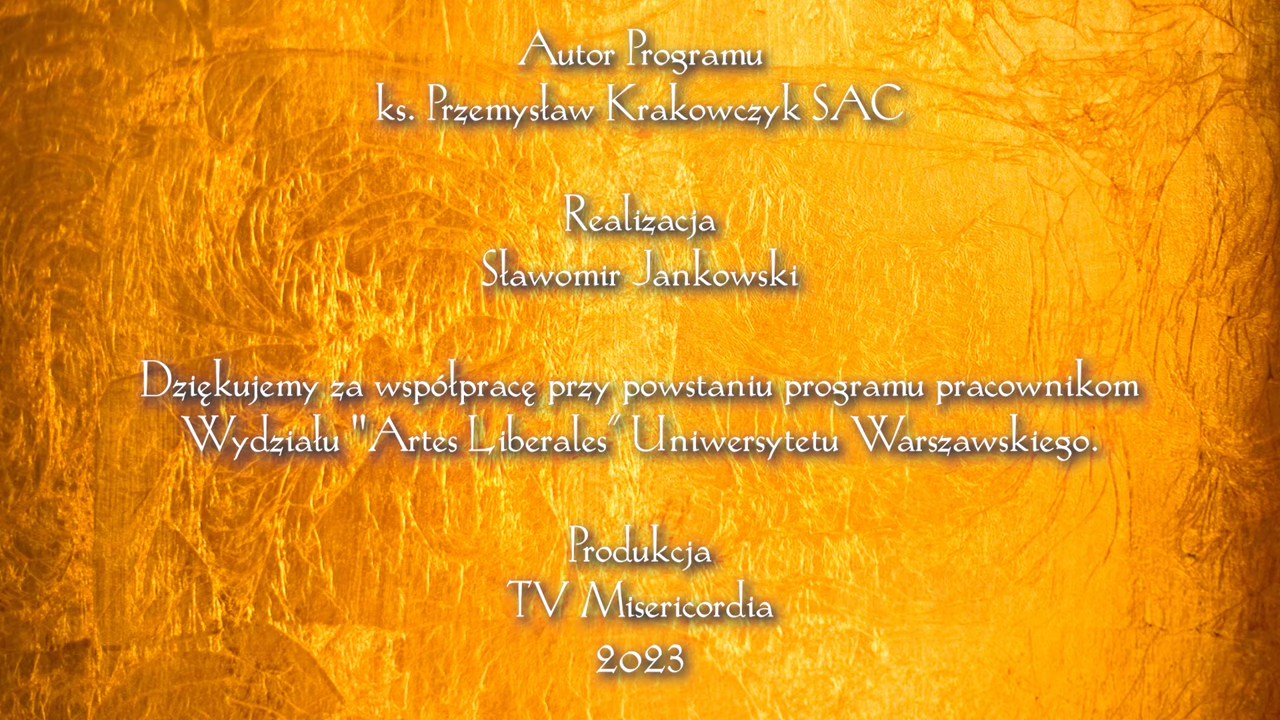 Autor Programu
ks. Przemysław Krakowczyk SAC
Realizacja
Sławomir Jankowski
Dziękujemy za współpracę przy powstaniu programu pracownikom
Wydziału "Artes Liberales” Uniwersytetu Warszawskiego.
Produkcja
TV Misericordia
2023